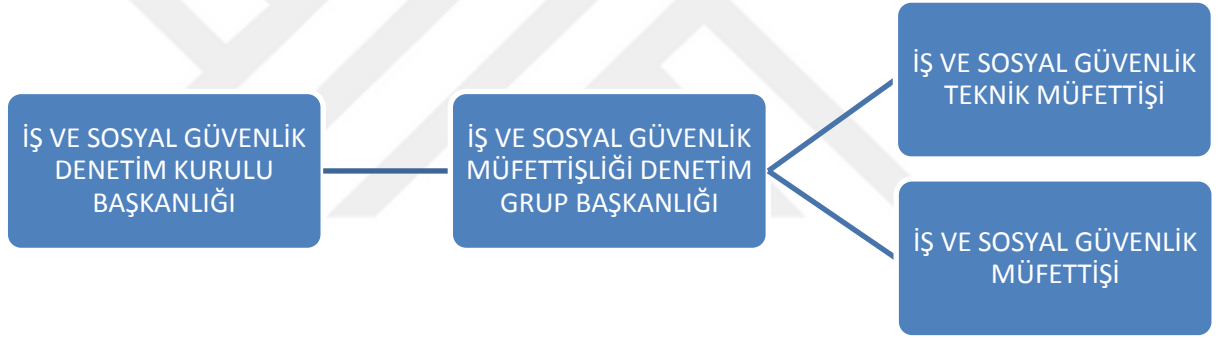 İŞ VE SOSYAL GÜVENLİK
DENETİM KURULU
BAŞKANLIĞI
İŞ VE SOSYAL GÜVENLİK
MÜFETTİŞLİĞİ DENETİM
GRUP BAŞKANLIĞI
İŞ VE SOSYAL GÜVENLİK
TEKNİK MÜFETTİŞİ
İŞ VE SOSYAL GÜVENLİK
MÜFETTİŞİ